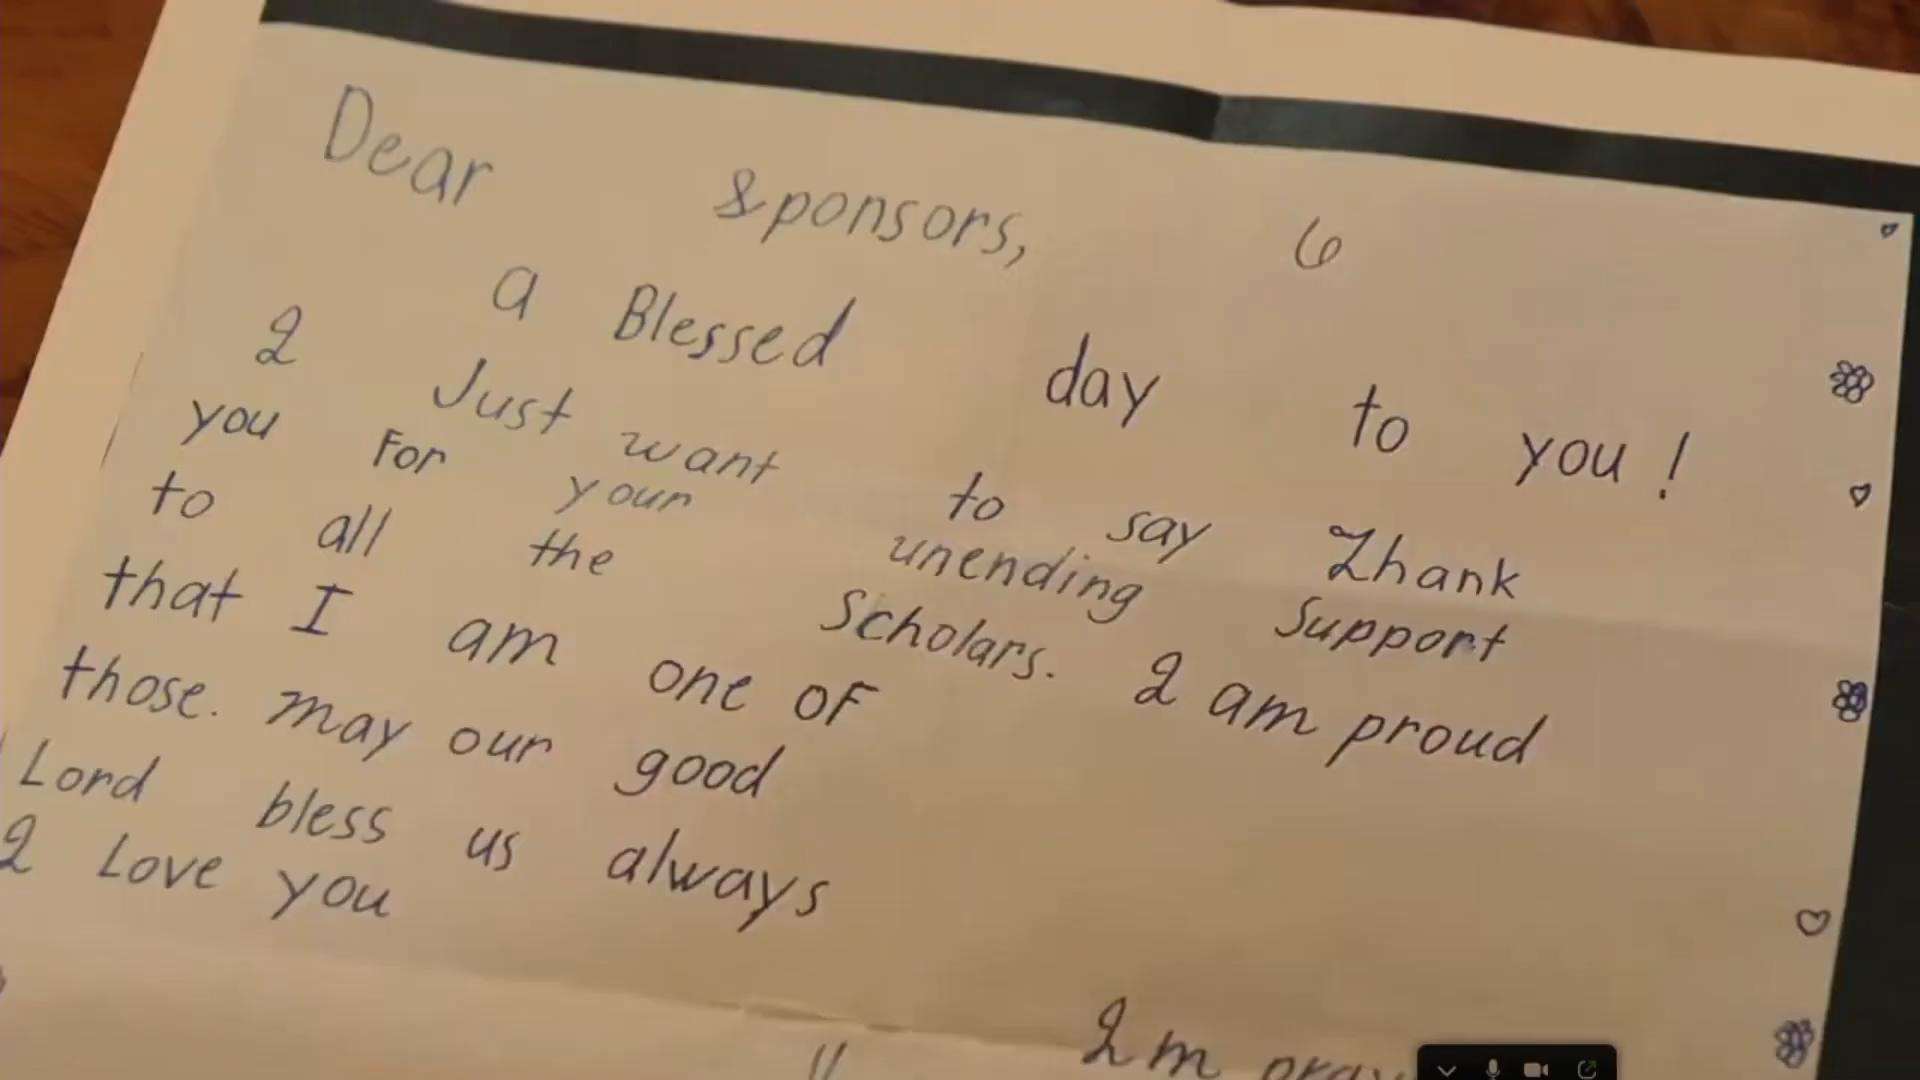 Dear sponsors, 6
a Blessed day to you!
I Just want to say Thank
you For your unending Support
to all the Scholars. I am proud
that I am one of
those. may our good
Lord bless us always
I Love you